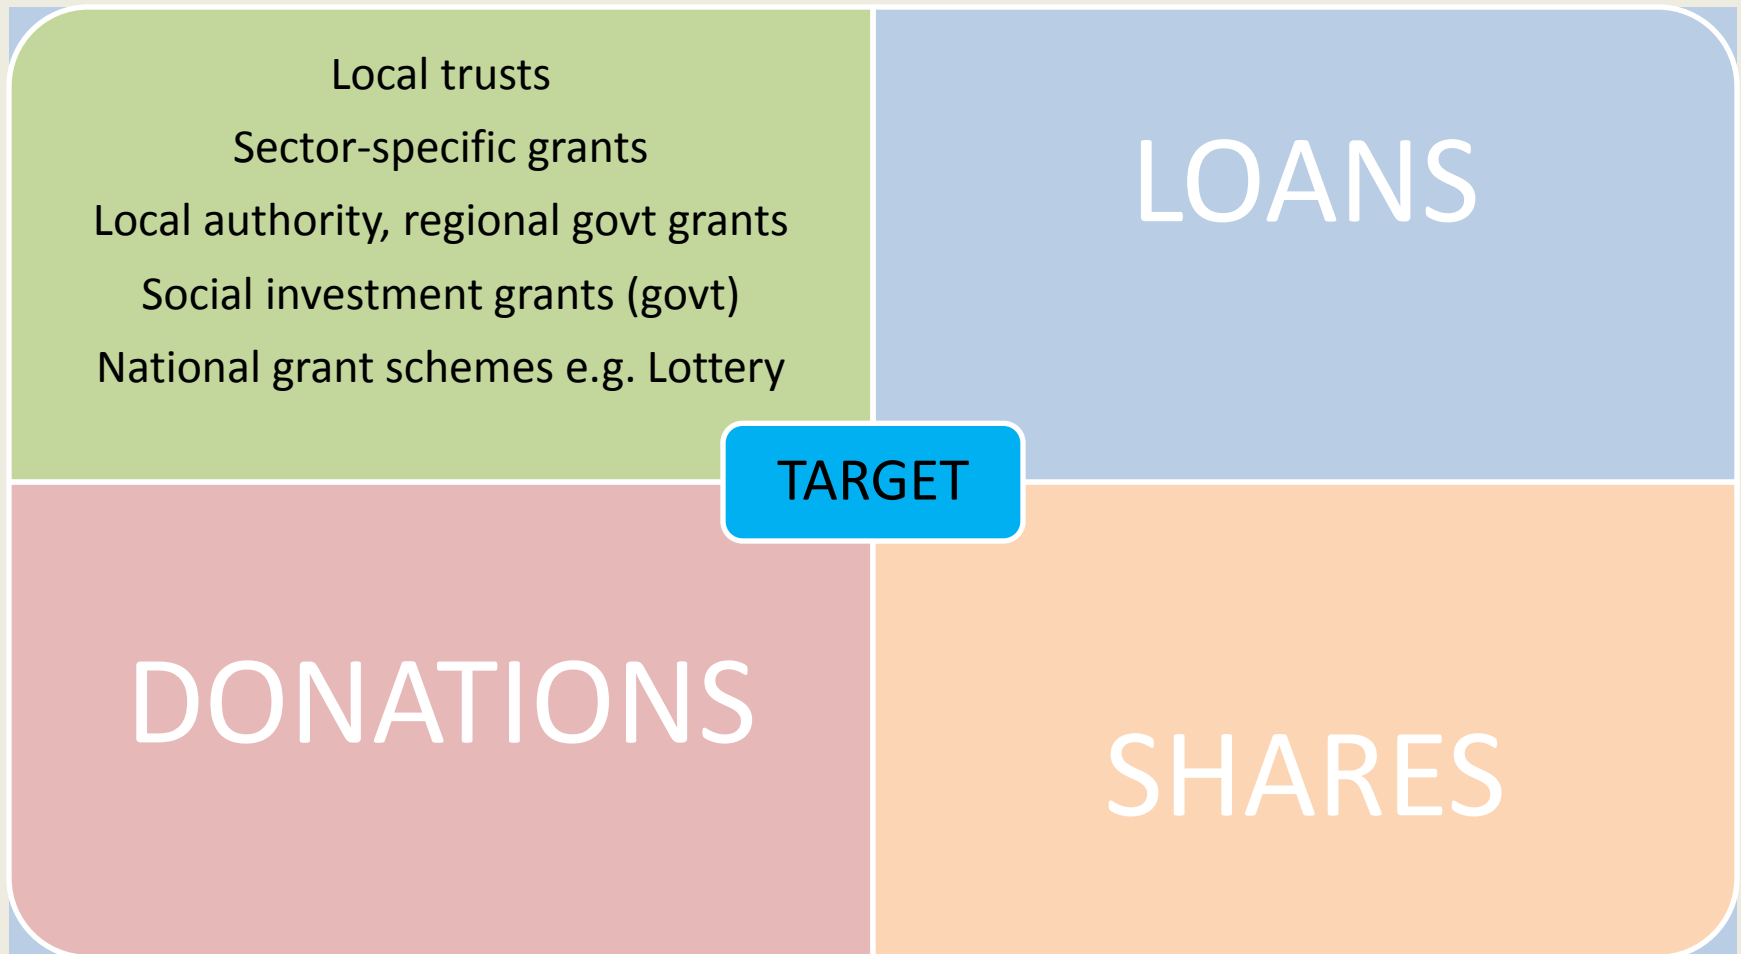 Local trusts
Sector-specific grants
Local authority, regional govt grants
Social investment grants (govt)
National grant schemes e.g. Lottery
LOANS
TARGET
DONATIONS
SHARES